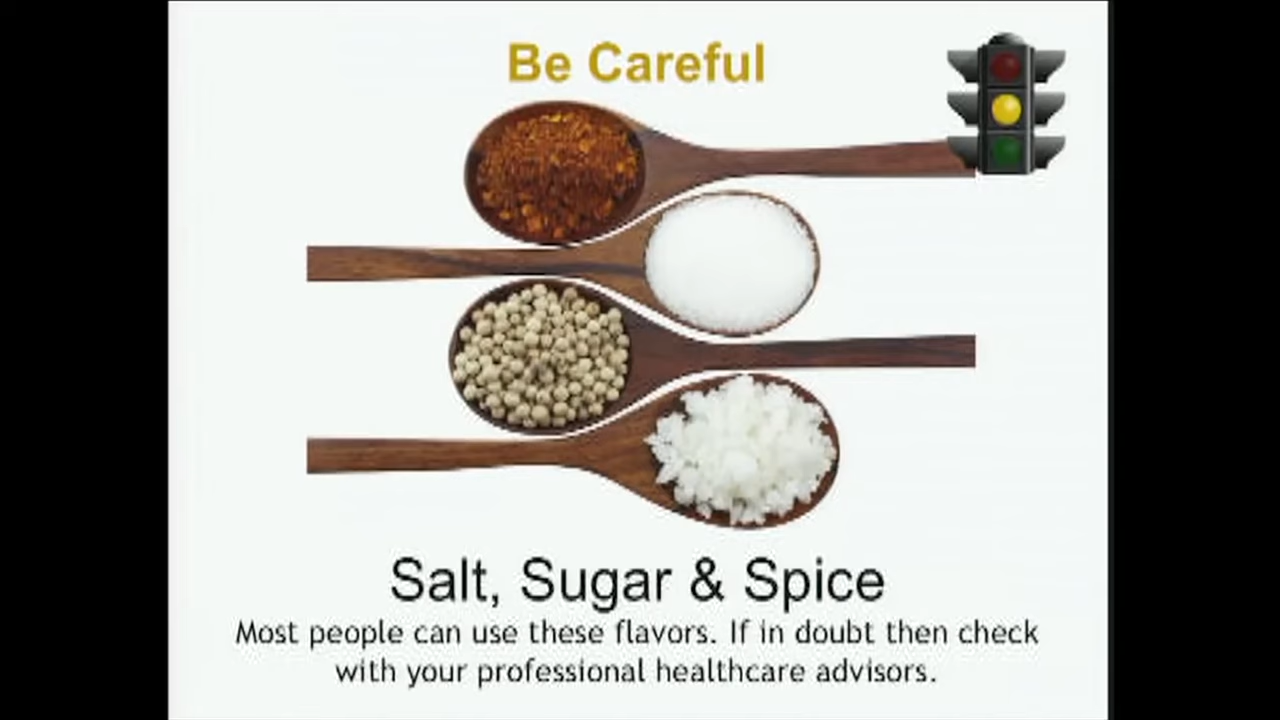 Be Careful
Salt, Sugar & Spice
Most people can use these flavors. If in doubt then check
with your professional healthcare advisors.